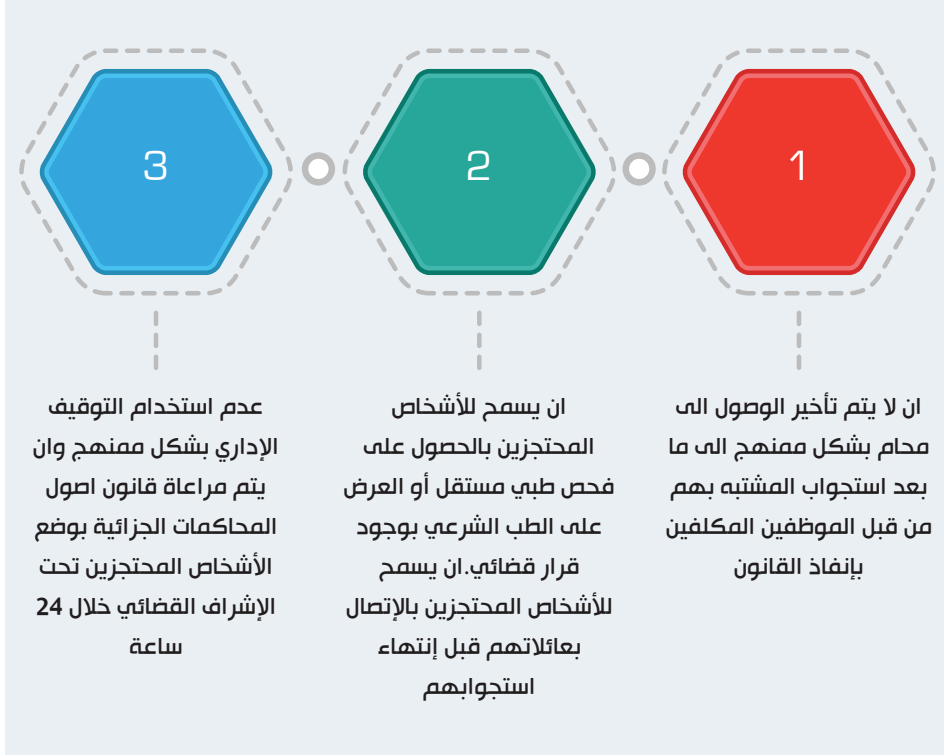 1
ان لا يتم تأخير الوصول الى
محام بشكل ممنهج الى ما
بعد استجواب المشتبه بهم
من قبل الموظفين المكلفين
بإنفاذ القانون
2
ان يسمح للأشخاص
المحتجزين بالحصول على
فحص طبي مستقل أو العرض
على الطب الشرعي بوجود
قرار قضائي.ان يسمح
للأشخاص المحتجزين بالإتصال
بعائلاتهم قبل إنتهاء
استجوابهم
3
عدم استخدام التوقيف
الإداري بشكل ممنهج وان
يتم مراعاة قانون اصول
المحاكمات الجزائية بوضع
الأشخاص المحتجزين تحت
الإشراف القضائي خلال 24
ساعة